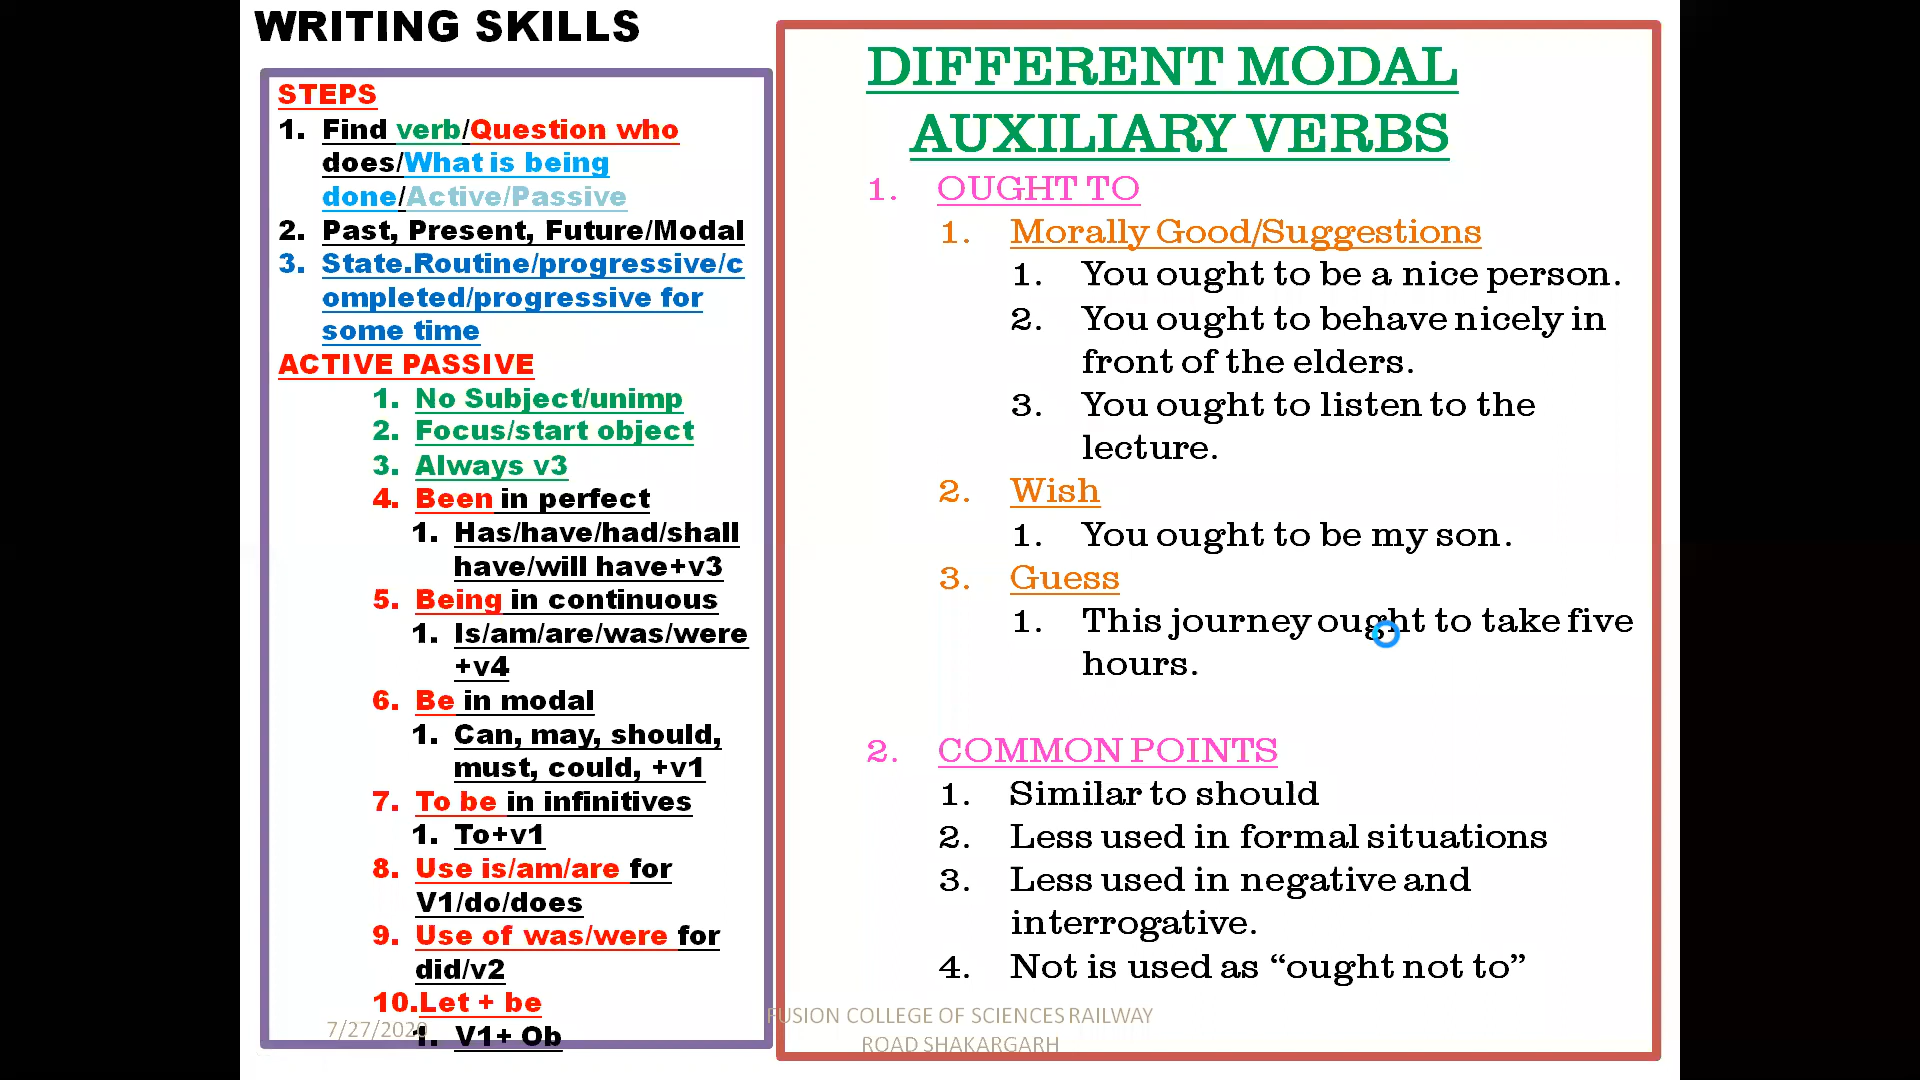 WRITING SKILLS
STEPS
1. Find verb/Question who
does/What is being
done/Active/Passive
2. Past, Present, Future/Modal
3. State.Routine/progressive/c
ompleted/progressive for
some time
ACTIVE PASSIVE
1. No Subject/unimp
2. Focus/start object
3. Always v3
4. Been in perfect
1. Has/have/had/shall
have/will have+v3
5. Being in continuous
1. Is/am/are/was/were
+v4
6. Be in modal
1. Can, may, should,
must, could, +v1
7. To be in infinitives
1. To+v1
8. Use is/am/are for
V1/do/does
9. Use of was/were for
did/v2
10.Let + be
1. V1+ Ob
7/27/2020
DIFFERENT MODAL
AUXILIARY VERBS
1. OUGHT TO
1. Morally Good/Suggestions
1. You ought to be a nice person.
2. You ought to behave nicely in
front of the elders.
3. You ought to listen to the
lecture.
2. Wish
1. You ought to be my son.
3. Guess
1. This journey ought to take five
hours.
2. COMMON POINTS
1. Similar to should
2. Less used in formal situations
3. Less used in negative and
interrogative.
4. Not is used as “ought not to”
FUSION COLLEGE OF SCIENCES RAILWAY
ROAD SHAKARGARH